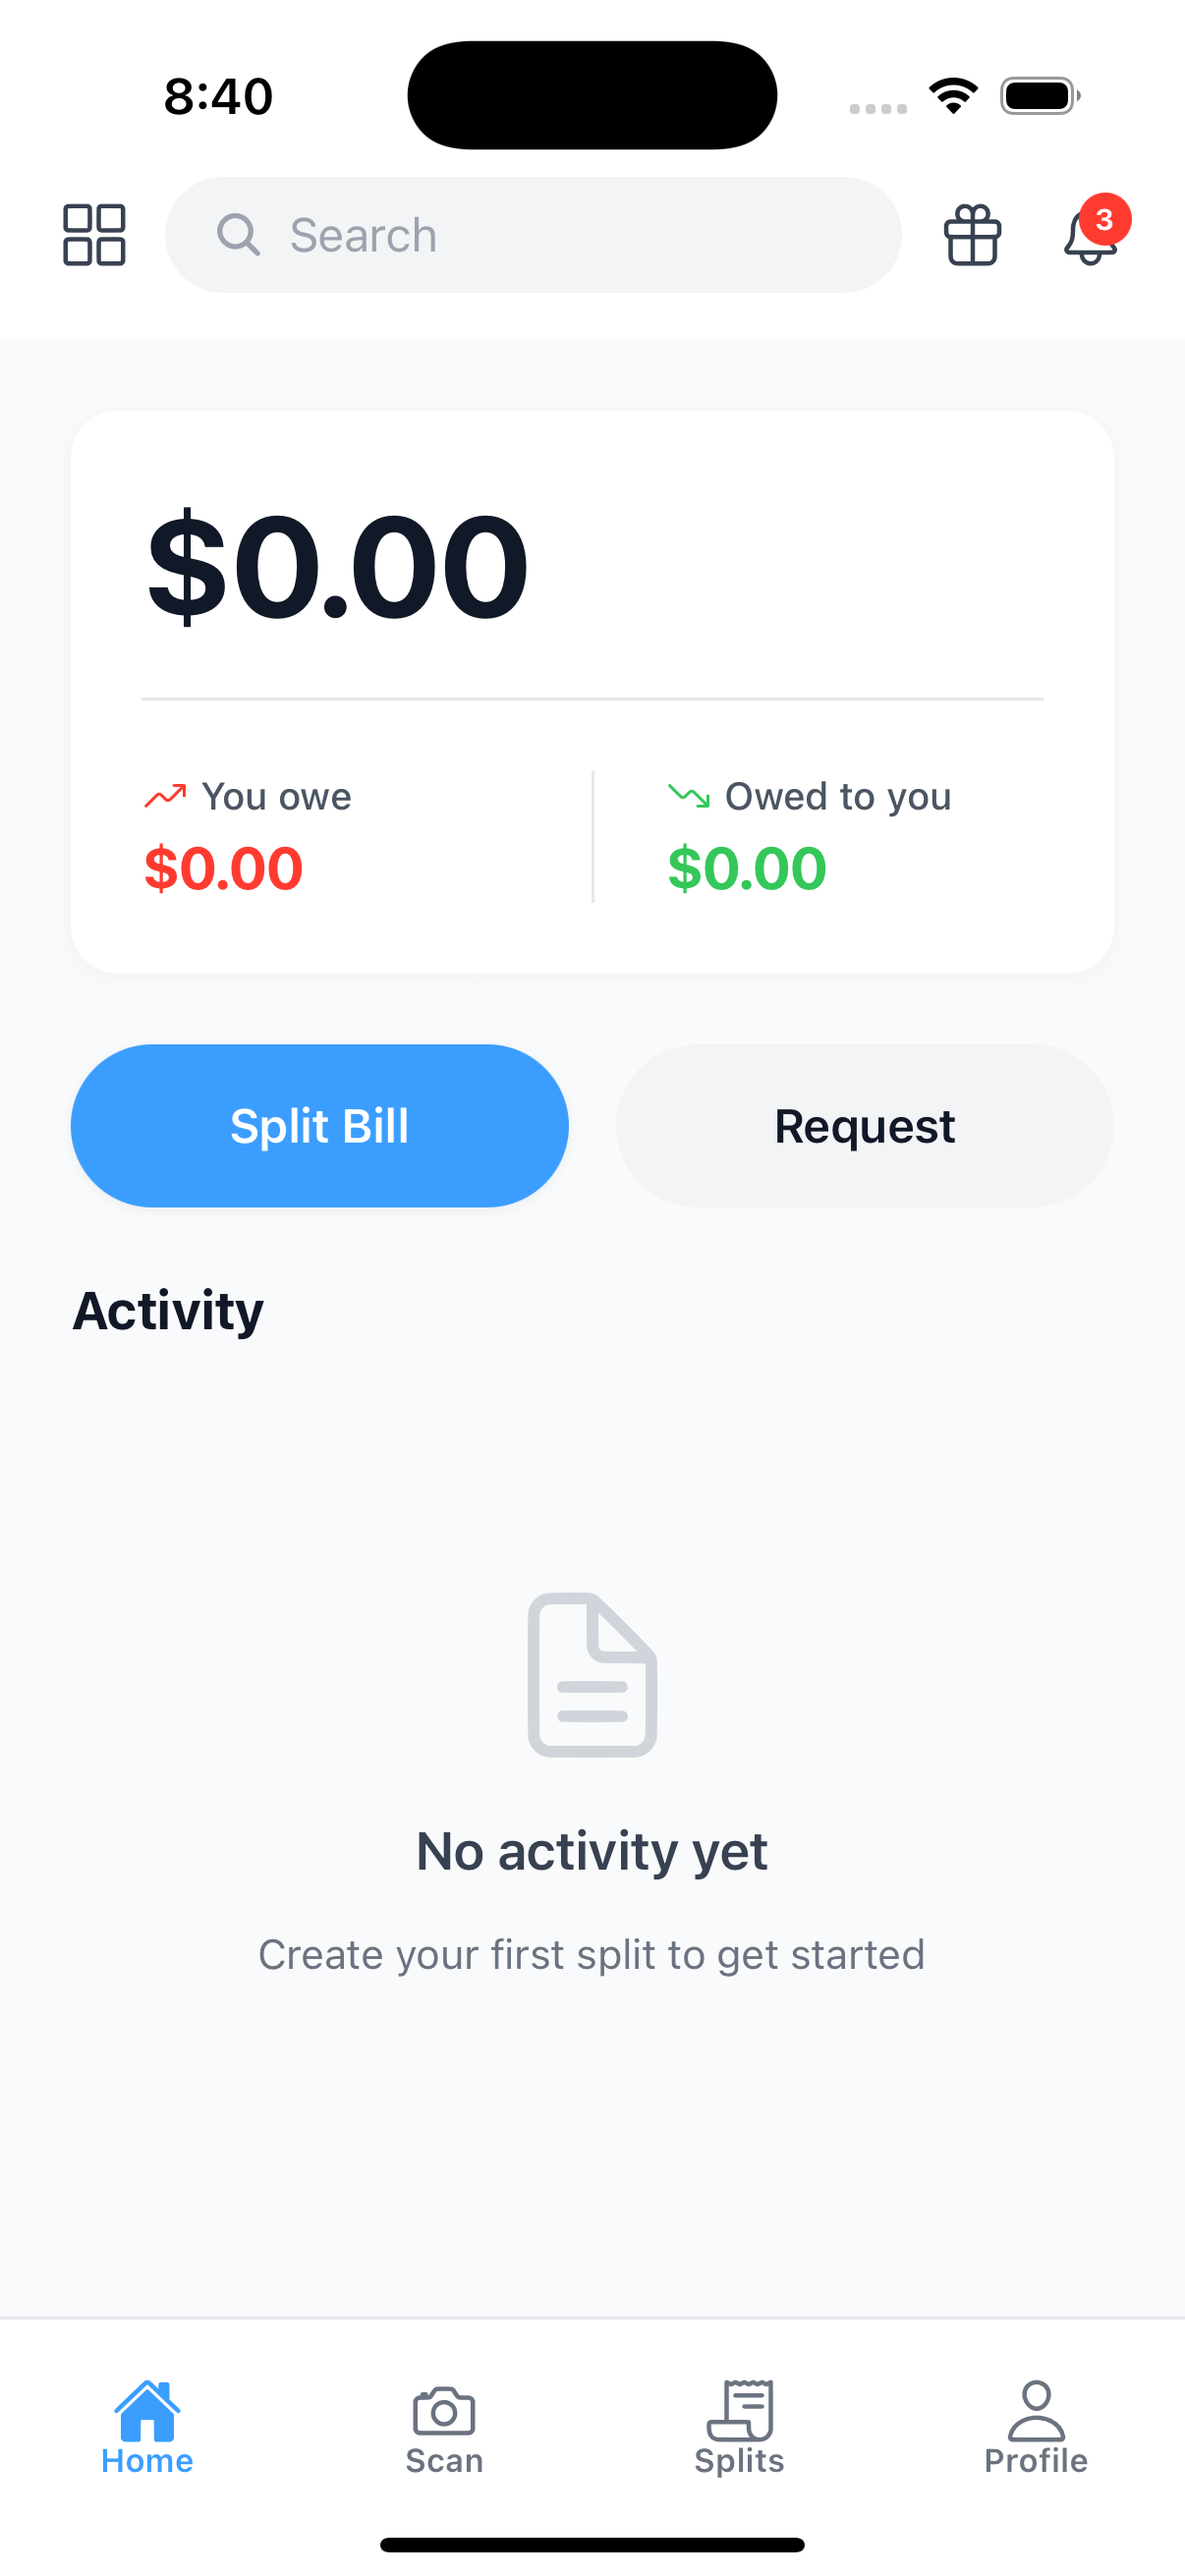 8:40
Search
3
$0.00
You owe
Owed to you
$0.00
$0.00
Split Bill
Request
Activity
No activity yet
Create your first split to get started
Home
Scan
Splits
Profile